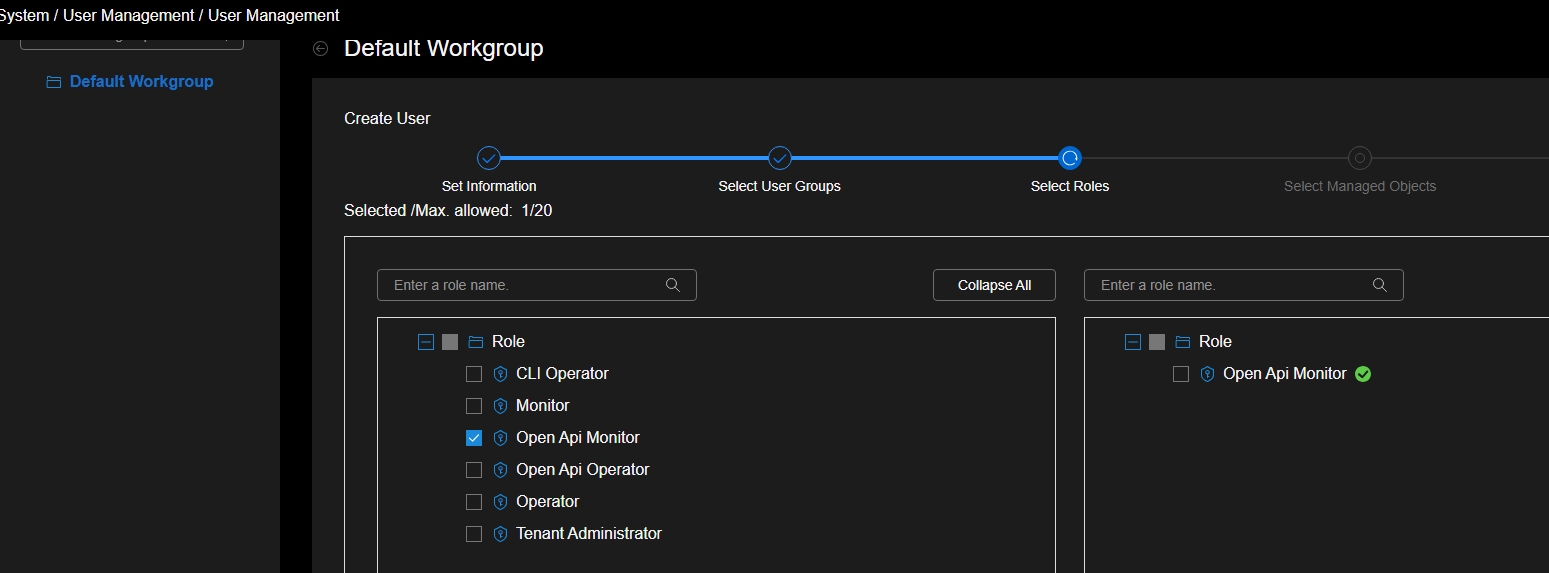 System / User Management / User Management
Default Workgroup
Default Workgroup
Create User
Set Information
Select User Groups
Select Roles
Select Managed Objects
Selected /Max. allowed: 1/20
Enter a role name.
Collapse All
Enter a role name.
Role
CLI Operator
Monitor
Open Api Monitor
Open Api Operator
Operator
Tenant Administrator
Role
Open Api Monitor